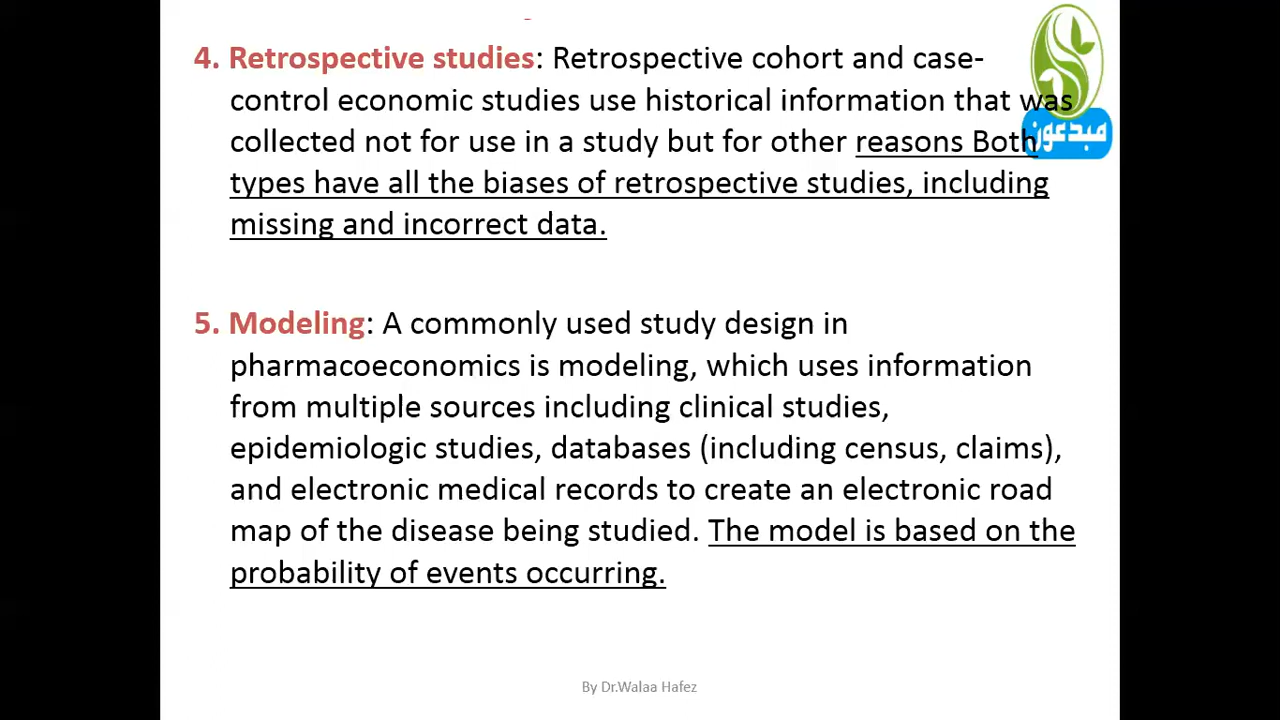 4. Retrospective studies: Retrospective cohort and case-
control economic studies use historical information that was
collected not for use in a study but for other reasons Both
types have all the biases of retrospective studies, including
missing and incorrect data.
مبدعون
5. Modeling: A commonly used study design in
pharmacoeconomics is modeling, which uses information
from multiple sources including clinical studies,
epidemiologic studies, databases (including census, claims),
and electronic medical records to create an electronic road
map of the disease being studied. The model is based on the
probability of events occurring.
By Dr.Walaa Hafez